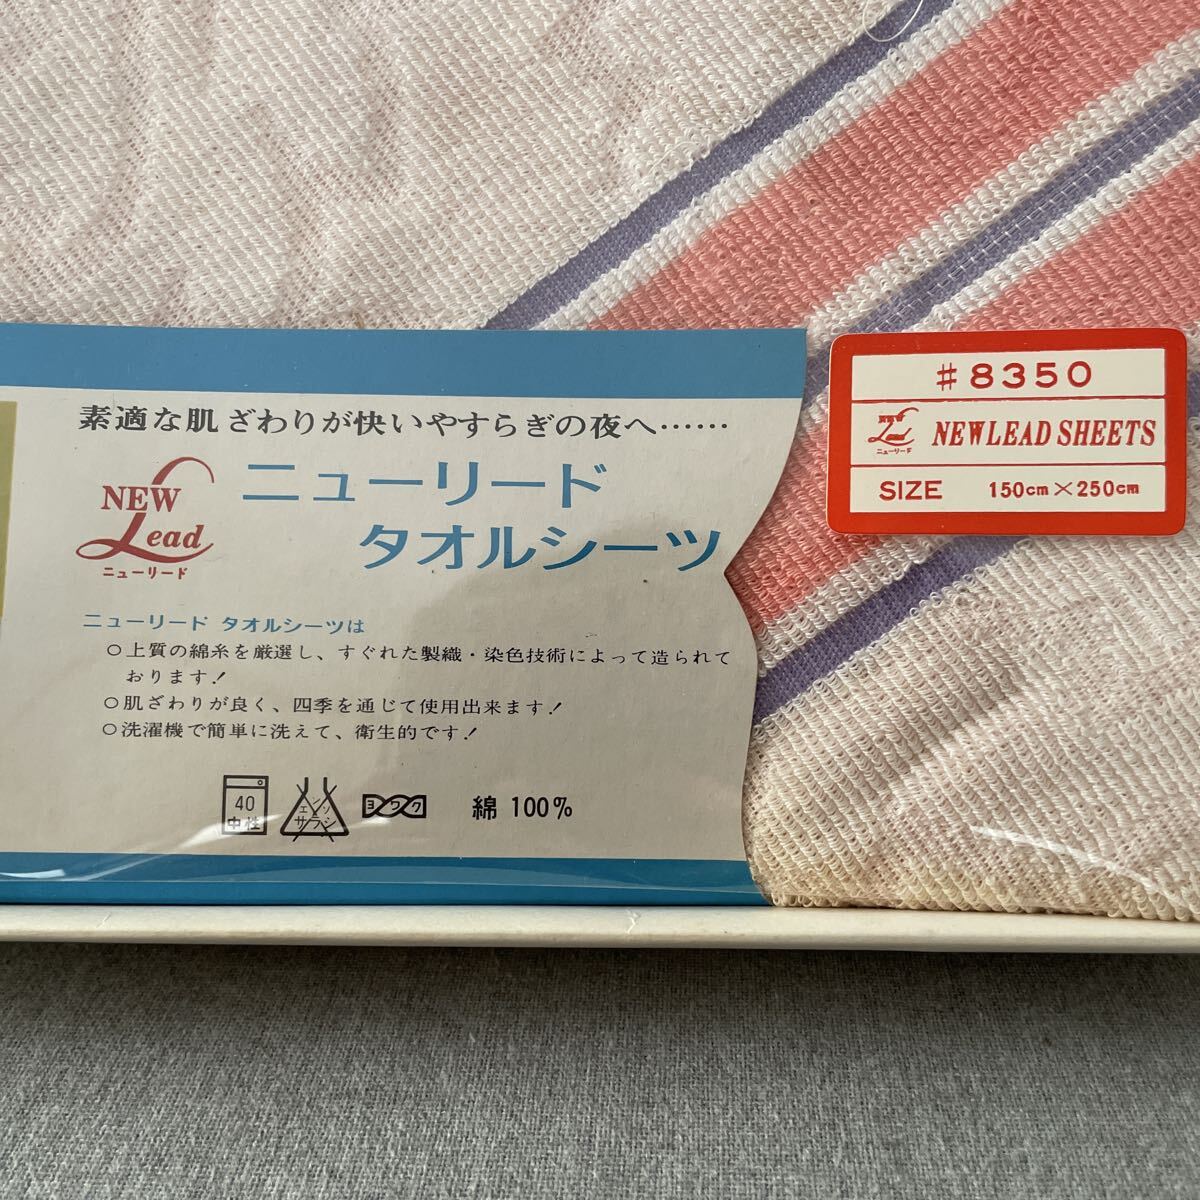 素適な肌ざわりが快いやすらぎの夜へ……
NEW
Lead
ニューリード
ニューリード
タオルシーツ
ニューリード タオルシーツは
○上質の綿糸を厳選し、すぐれた製織・染色技術によって造られて
おります!
○肌ざわりが良く、四季を通じて使用出来ます!
○洗濯機で簡単に洗えて、衛生的です!
40
中性
エンソ
サラシ
ヨワク
綿 100%
#8350
NEW
Lead
ニューリード
NEWLEAD SHEETS
SIZE 150cm×250cm